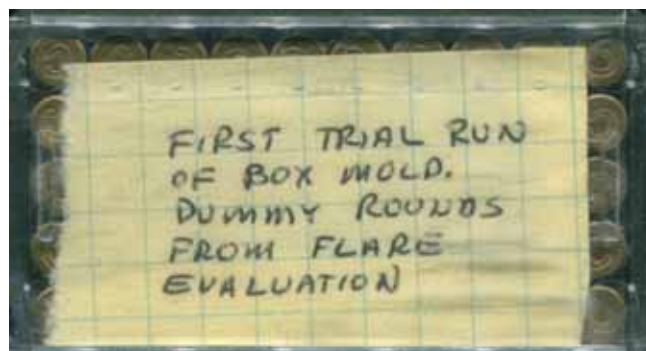 FIRST TRIAL RUN
OF BOX MOLD.
DUMMY ROUNDS
FROM FLARE
EVALUATION